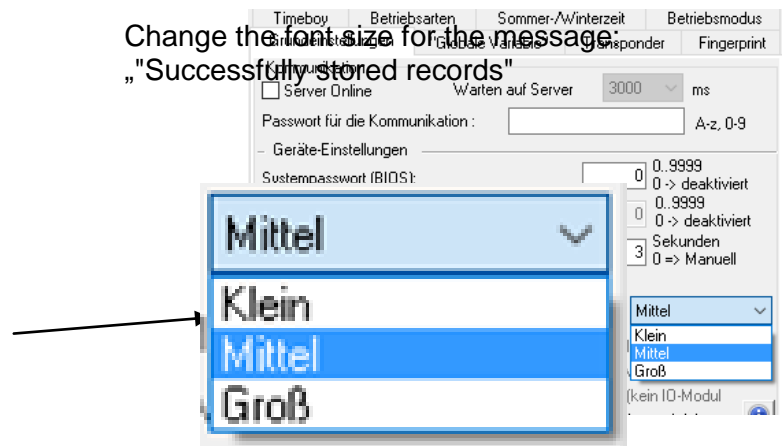 Timeboy Betriebsarten Sommer-/Winterzeit Betriebsmodus
Change the font size for the message:
Grundeinstellungen Globale Variable Transponder Fingerprint
„"Successfully stored records"
Kommunikation
Server Online Warten auf Server 3000 ms
Passwort für die Kommunikation : A-z, 0-9
Geräte-Einstellungen
Systempasswort (BIOS): 0 0..9999
0 -> deaktiviert
0 0..9999
0 -> deaktiviert
3 Sekunden
0 => Manuell
Mittel
Klein
Mittel
Groß
Mittel
Klein
Mittel
Groß
(kein IO-Modul